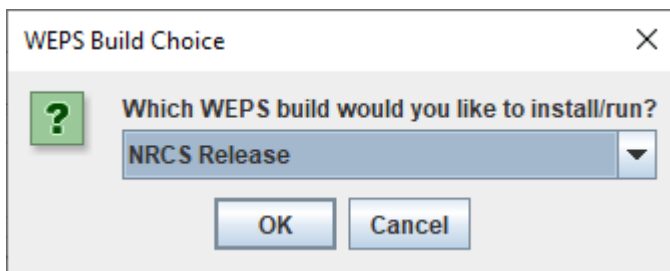 WEPS Build Choice
Which WEPS build would you like to install/run?
NRCS Release
OK Cancel